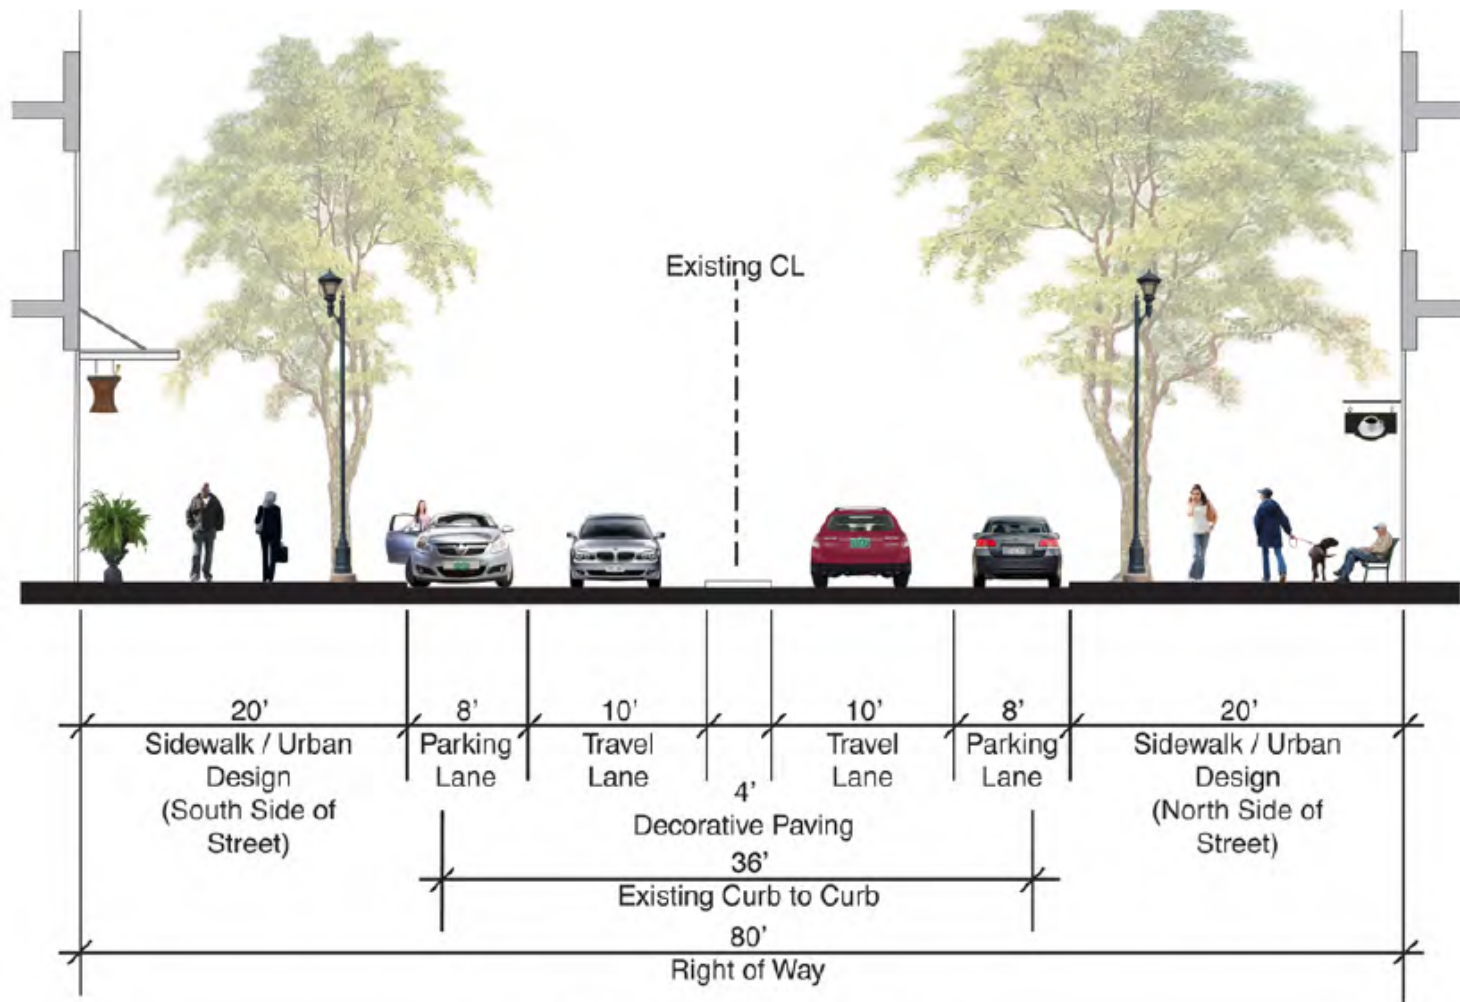 Existing CL
20'
8'
10'
10'
8'
20'
Sidewalk / Urban
Design
(South Side of
Street)
Parking
Lane
Travel
Lane
4'
Decorative Paving
Travel
Lane
Parking
Lane
Sidewalk / Urban
Design
(North Side of
Street)
36'
Existing Curb to Curb
80'
Right of Way